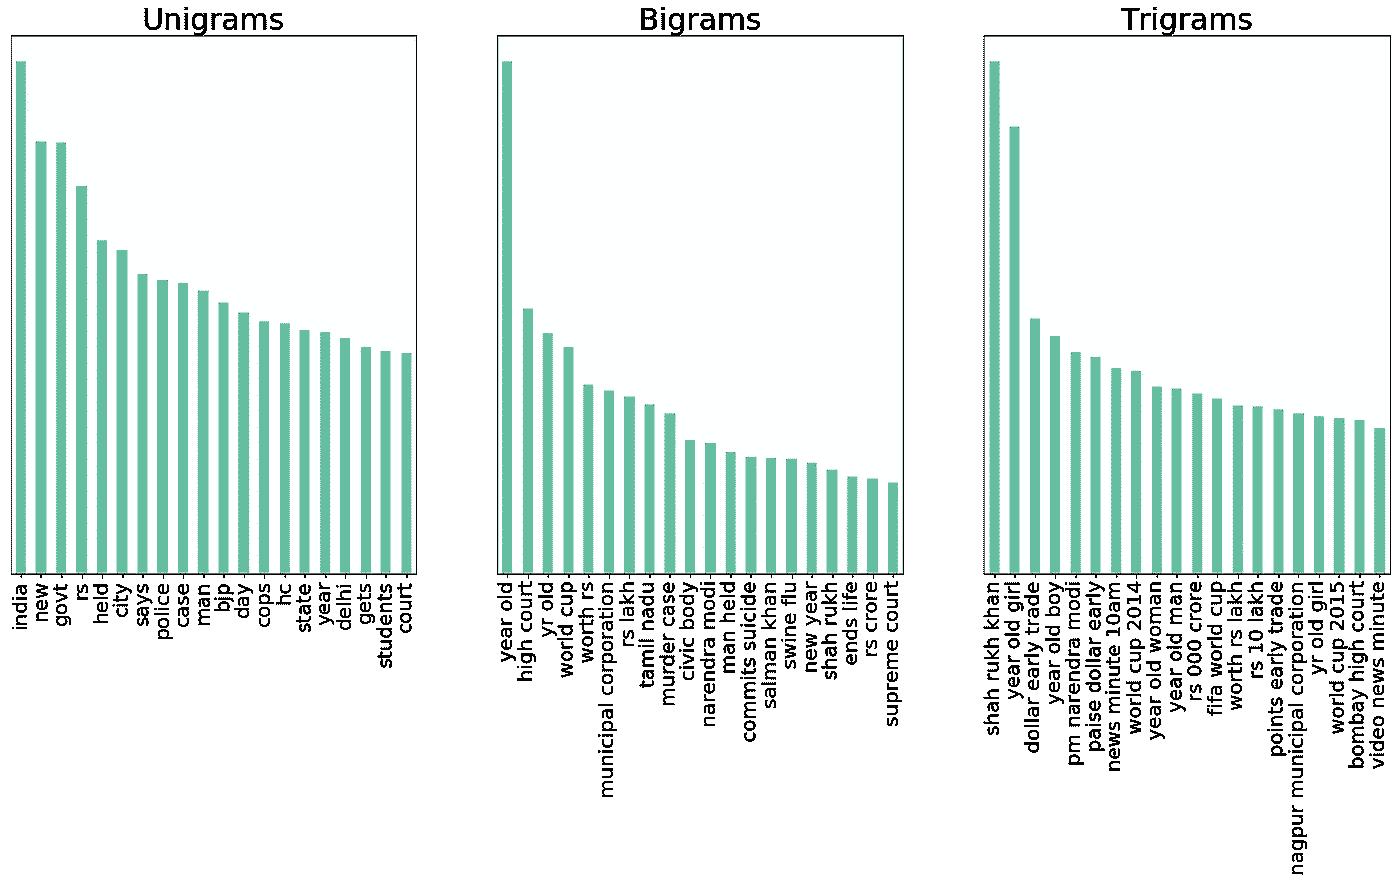 Unigrams
india
new
govt
rs
held
city
says
police
case
man
bjp
day
cops
hc
state
year
delhi
gets
students
court
Bigrams
year old
high court
yr old
world cup
worth rs
municipal corporation
rs lakh
tamil nadu
murder case
civic body
narendra modi
man held
commits suicide
salman khan
swine flu
new year
shah rukh
ends life
rs crore
supreme court
Trigrams
shah rukh khan
year old girl
dollar early trade
year old boy
pm narendra modi
paise dollar early
news minute 10am
world cup 2014
year old woman
year old man
rs 000 crore
fifa world cup
worth rs lakh
rs 10 lakh
points early trade
nagpur municipal corporation
yr old girl
world cup 2015
bombay high court
video news minute